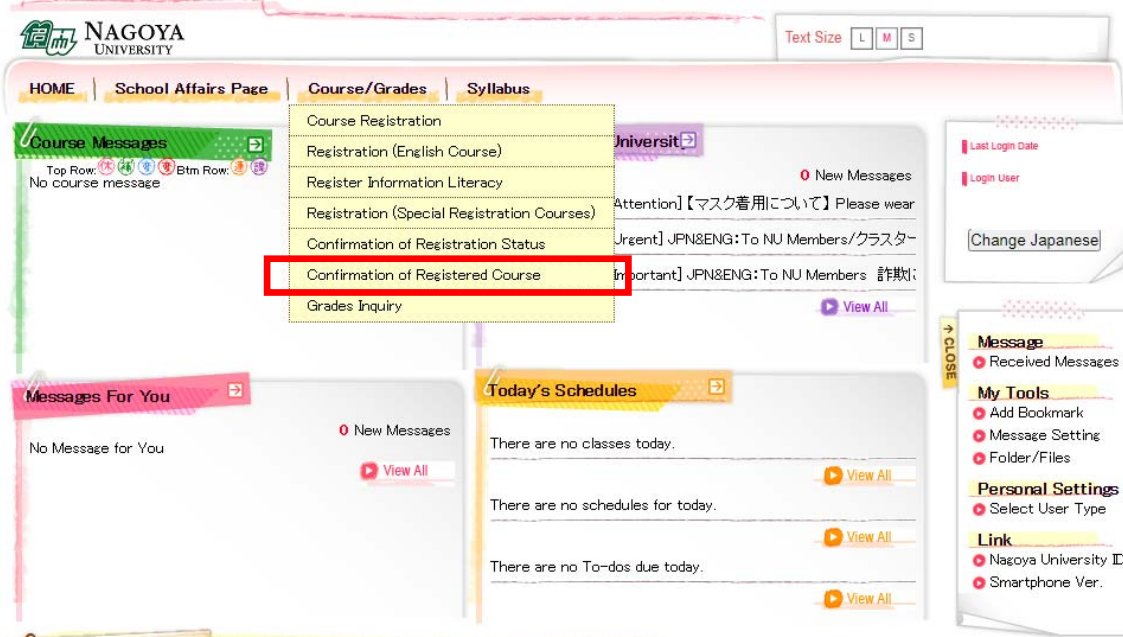 NAGOYA
UNIVERSITY
Text Size L M S
HOME School Affairs Page Course/Grades Syllabus
Course Registration
Registration (English Course)
Register Information Literacy
Registration (Special Registration Courses)
Confirmation of Registration Status
Confirmation of Registered Course
Grades Inquiry
Course Messages
Top Row: 休 補 変 変 Btm Row:
No course message
Universit
0 New Messages
Attention]【マスク着用について】Please wear
Urgent] JPN&ENG:To NU Members/クラスター
Important] JPN&ENG:To NU Members 詐欺に
View All
Last Login Date
Login User
Change Japanese
↑ CLOSE
Message
Received Messages
My Tools
Add Bookmark
Message Setting
Folder/Files
Personal Settings
Select User Type
Link
Nagoya University ID
Smartphone Ver.
Messages For You
0 New Messages
No Message for You
View All
Today's Schedules
There are no classes today.
View All
There are no schedules for today.
View All
There are no To-dos due today.
View All